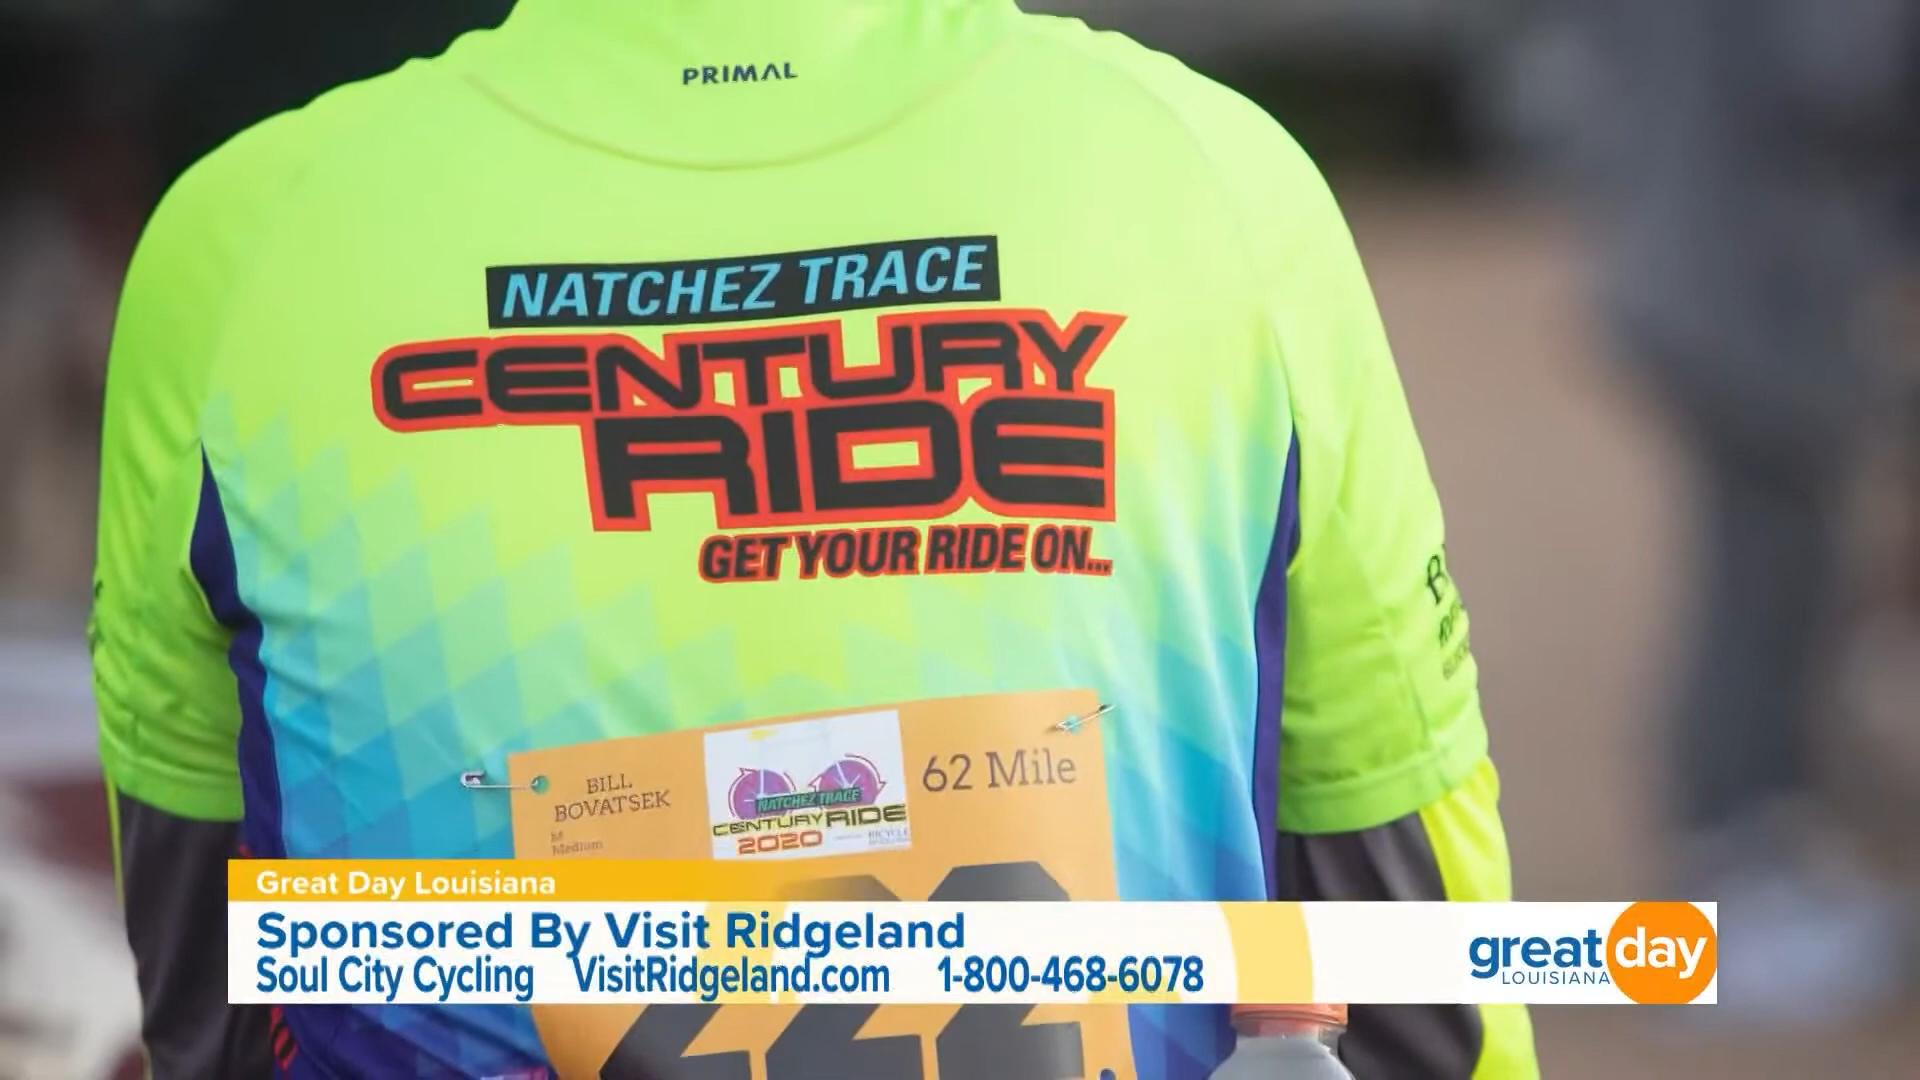 PRIMAL
NATCHEZ TRACE
CENTURY
RIDE
GET YOUR RIDE ON...
BILL
BOVATSEK
M
Medium
NATCHEZ TRACE
CENTURY RIDE
2020
BICYCLE
62 Mile
Great Day Louisiana
Sponsored By Visit Ridgeland
Soul City Cycling VisitRidgeland.com 1-800-468-6078
great day
LOUISIANA